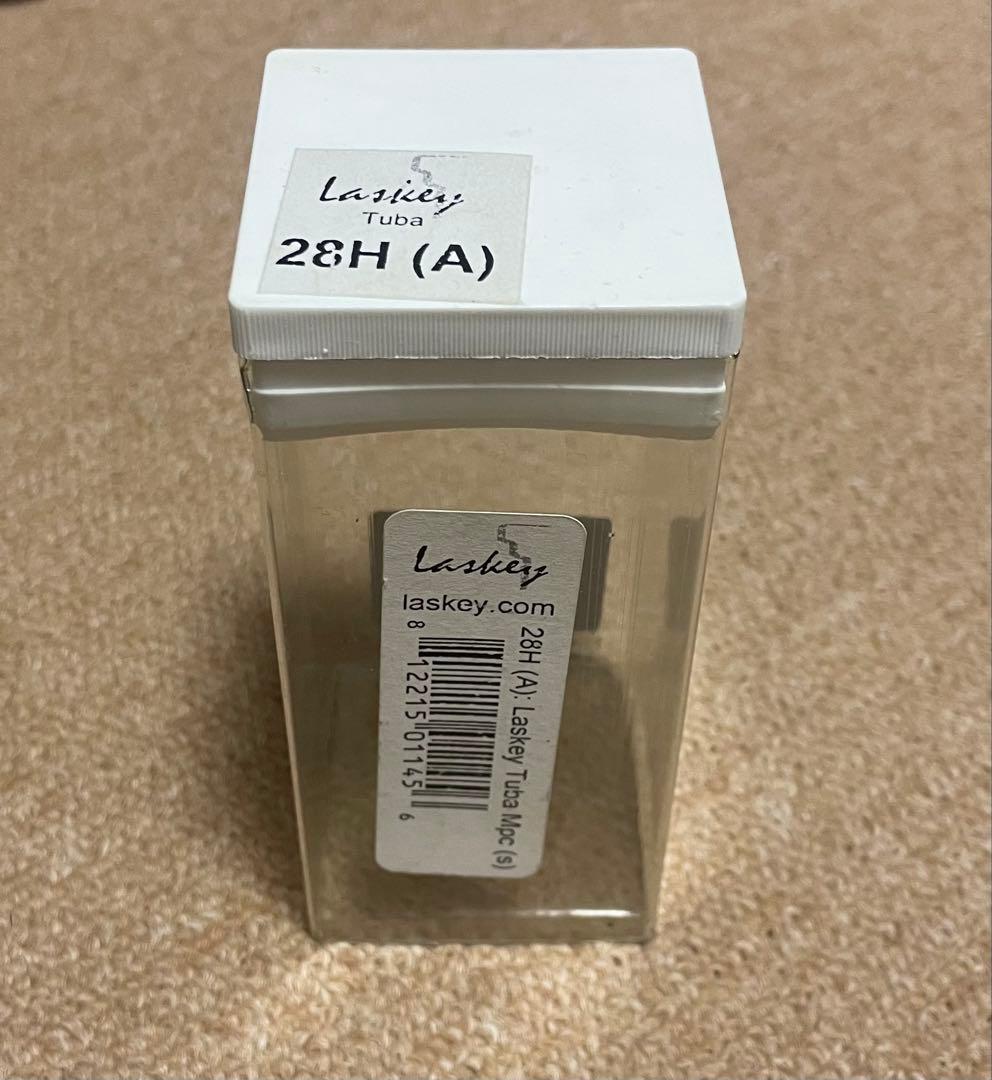 Laskey
Tuba
28H (A)
Laskey
laskey.com
28H (A): Laskey Tuba Mpc (s)
8 12215 01145 6